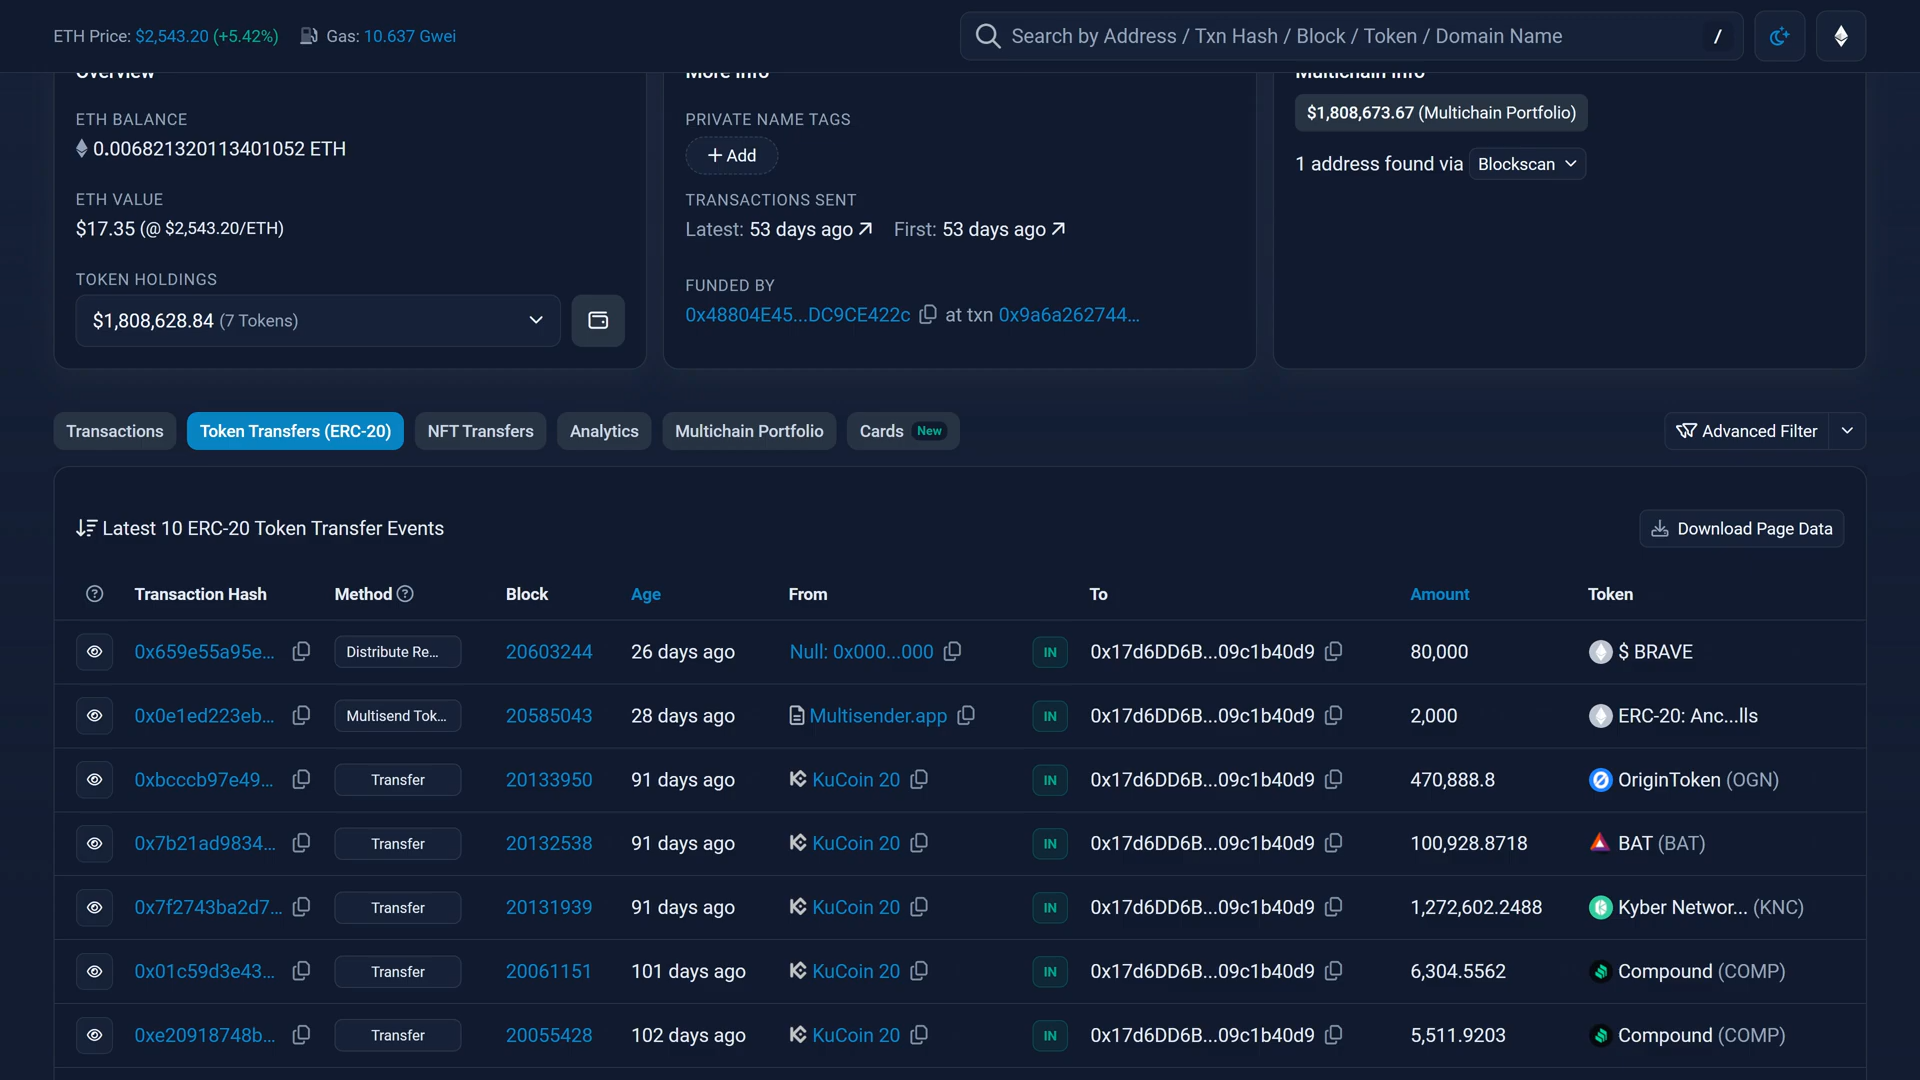 ETH Price: $2,543.20 (+5.42%) Gas: 10.637 Gwei Search by Address / Txn Hash / Block / Token / Domain Name /
Overview More Info Multichain Info
ETH BALANCE
0.006821320113401052 ETH
ETH VALUE
$17.35 (@ $2,543.20/ETH)
TOKEN HOLDINGS
$1,808,628.84 (7 Tokens)
PRIVATE NAME TAGS
+ Add
TRANSACTIONS SENT
Latest: 53 days ago First: 53 days ago
FUNDED BY
0x48804E45...DC9CE422c at txn 0x9a6a262744...
$1,808,673.67 (Multichain Portfolio)
1 address found via Blockscan
Transactions Token Transfers (ERC-20) NFT Transfers Analytics Multichain Portfolio Cards New Advanced Filter
Latest 10 ERC-20 Token Transfer Events Download Page Data
Transaction Hash Method Block Age From To Amount Token
0x659e55a95e... Distribute Re... 20603244 26 days ago Null: 0x000...000 IN 0x17d6DD6B...09c1b40d9 80,000 $ BRAVE
0x0e1ed223eb... Multisend Tok... 20585043 28 days ago Multisender.app IN 0x17d6DD6B...09c1b40d9 2,000 ERC-20: Anc...lls
0xbcccb97e49... Transfer 20133950 91 days ago KuCoin 20 IN 0x17d6DD6B...09c1b40d9 470,888.8 OriginToken (OGN)
0x7b21ad9834... Transfer 20132538 91 days ago KuCoin 20 IN 0x17d6DD6B...09c1b40d9 100,928.8718 BAT (BAT)
0x7f2743ba2d7... Transfer 20131939 91 days ago KuCoin 20 IN 0x17d6DD6B...09c1b40d9 1,272,602.2488 Kyber Networ... (KNC)
0x01c59d3e43... Transfer 20061151 101 days ago KuCoin 20 IN 0x17d6DD6B...09c1b40d9 6,304.5562 Compound (COMP)
0xe20918748b... Transfer 20055428 102 days ago KuCoin 20 IN 0x17d6DD6B...09c1b40d9 5,511.9203 Compound (COMP)